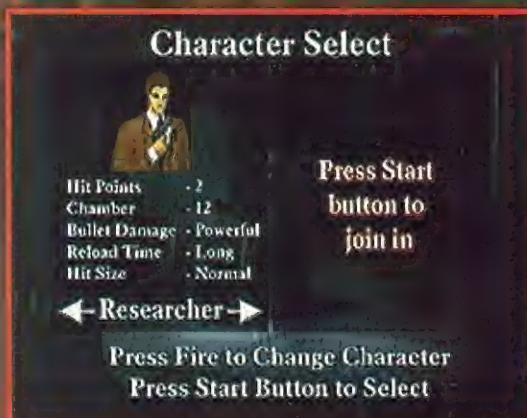 Character Select
Hit Points - 2
Chamber - 12
Bullet Damage - Powerful
Reload Time - Long
Hit Size - Normal
Researcher
Press Start
button to
join in
Press Fire to Change Character
Press Start Button to Select